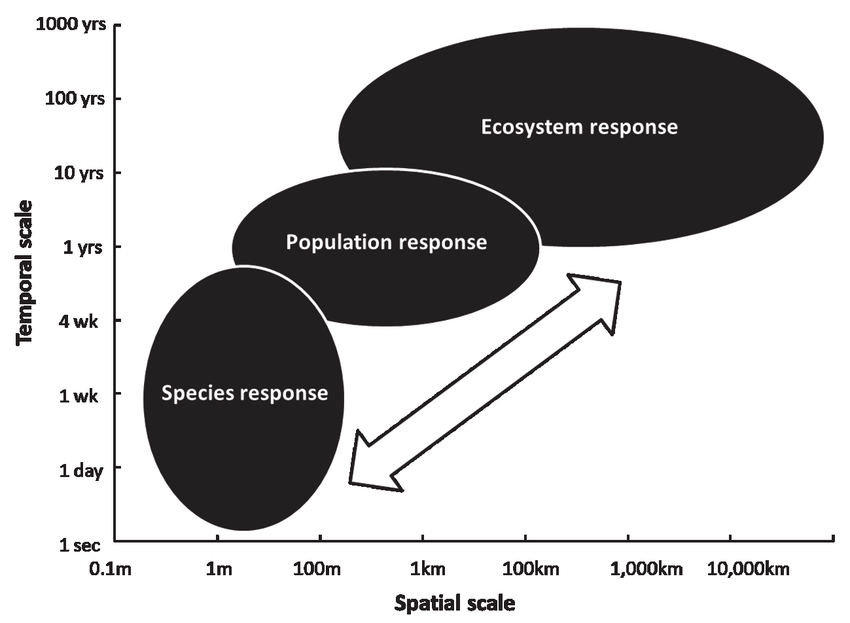 1000 yrs
100 yrs
10 yrs
1 yrs
4 wk
1 wk
1 day
1 sec
Temporal scale
Ecosystem response
Population response
Species response
0.1m 1m 100m 1km 100km 1,000km 10,000km
Spatial scale